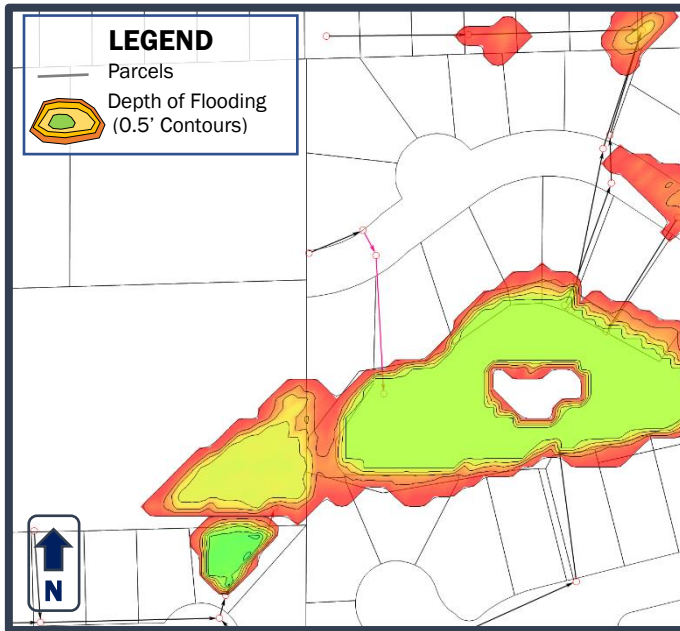 LEGEND
Parcels
Depth of Flooding
(0.5' Contours)
N